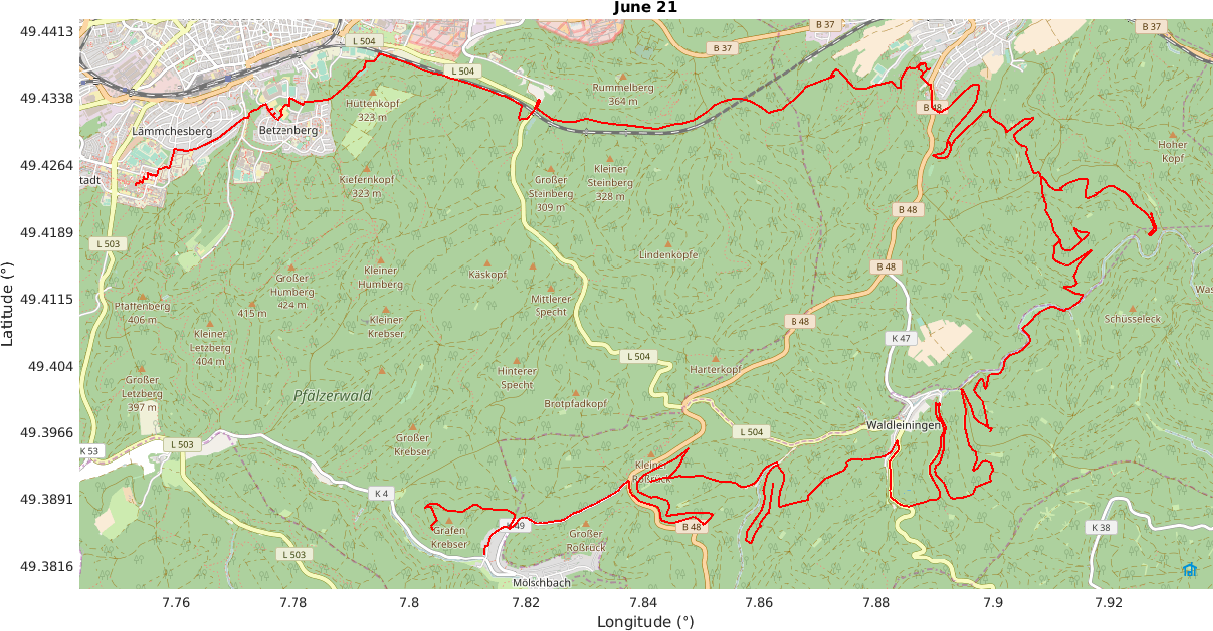 June 21
49.4413
B 37
B 37
L 504
B 37
L 504
Rummelberg
364 m
49.4338
Hüttenkopf
323 m
B 48
Lämmchesberg
Betzenberg
Hoher
Kopf
49.4264
Kleiner
Steinberg
328 m
tadt
Kiefernkopf
323 m
Großer
Steinberg
309 m
B 48
49.4189
L 503
Lindenköpfe
Kleiner
Humberg
Käskopf
B 48
Großer
Humberg
424 m
Was
49.4115
Pfaffenberg
406 m
415 m
Mittlerer
Specht
Kleiner
Krebser
B 48
Schüsseleck
Kleiner
Letzberg
404 m
K 47
49.404
L 504
Hinterer
Specht
Harterkopf
Großer
Letzberg
397 m
Pfälzerwald
Brotpfadkopf
49.3966
L 504
Waldleiningen
Großer
Krebser
L 503
K 53
Kleiner
Roßrück
49.3891
K 4
K 49
B 48
K 38
Großer
Roßrück
Gräfen
Krebser
L 503
49.3816
Mölschbach
7.76
7.78
7.8
7.82
7.84
7.86
7.88
7.9
7.92
Longitude (°)
Latitude (°)